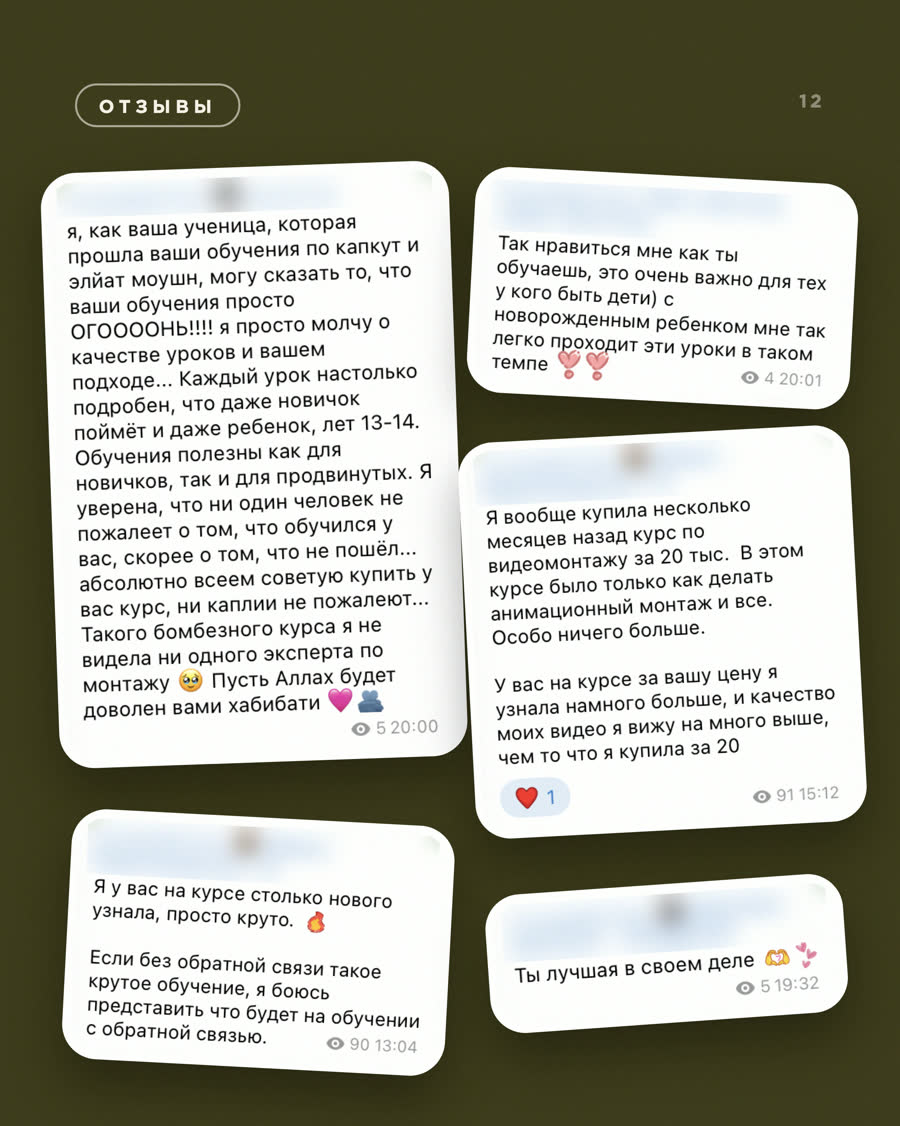 ОТЗЫВЫ
12
я, как ваша ученица, которая
прошла ваши обучения по капкут и
элйат моушн, могу сказать то, что
ваши обучения просто
ОГООООНЬ!!!! я просто молчу о
качестве уроков и вашем
подходе... Каждый урок настолько
подробен, что даже новичок
поймёт и даже ребенок, лет 13-14.
Обучения полезны как для
новичков, так и для продвинутых. Я
уверена, что ни один человек не
пожалеет о том, что обучился у
вас, скорее о том, что не пошёл...
абсолютно всеем советую купить у
вас курс, ни каплии не пожалеют...
Такого бомбезного курса я не
видела ни одного эксперта по
монтажу 🥹 Пусть Аллах будет
доволен вами хабибати 🩷🫂
5 20:00
Так нравиться мне как ты
обучаешь, это очень важно для тех
у кого быть дети) с
новорожденным ребенком мне так
легко проходит эти уроки в таком
темпе ❣️❣️
4 20:01
Я вообще купила несколько
месяцев назад курс по
видеомонтажу за 20 тыс. В этом
курсе было только как делать
анимационный монтаж и все.
Особо ничего больше.
У вас на курсе за вашу цену я
узнала намного больше, и качество
моих видео я вижу на много выше,
чем то что я купила за 20
❤️ 1
91 15:12
Я у вас на курсе столько нового
узнала, просто круто. 🔥
Если без обратной связи такое
крутое обучение, я боюсь
представить что будет на обучении
с обратной связью.
90 13:04
Ты лучшая в своем деле 🫶💕
5 19:32